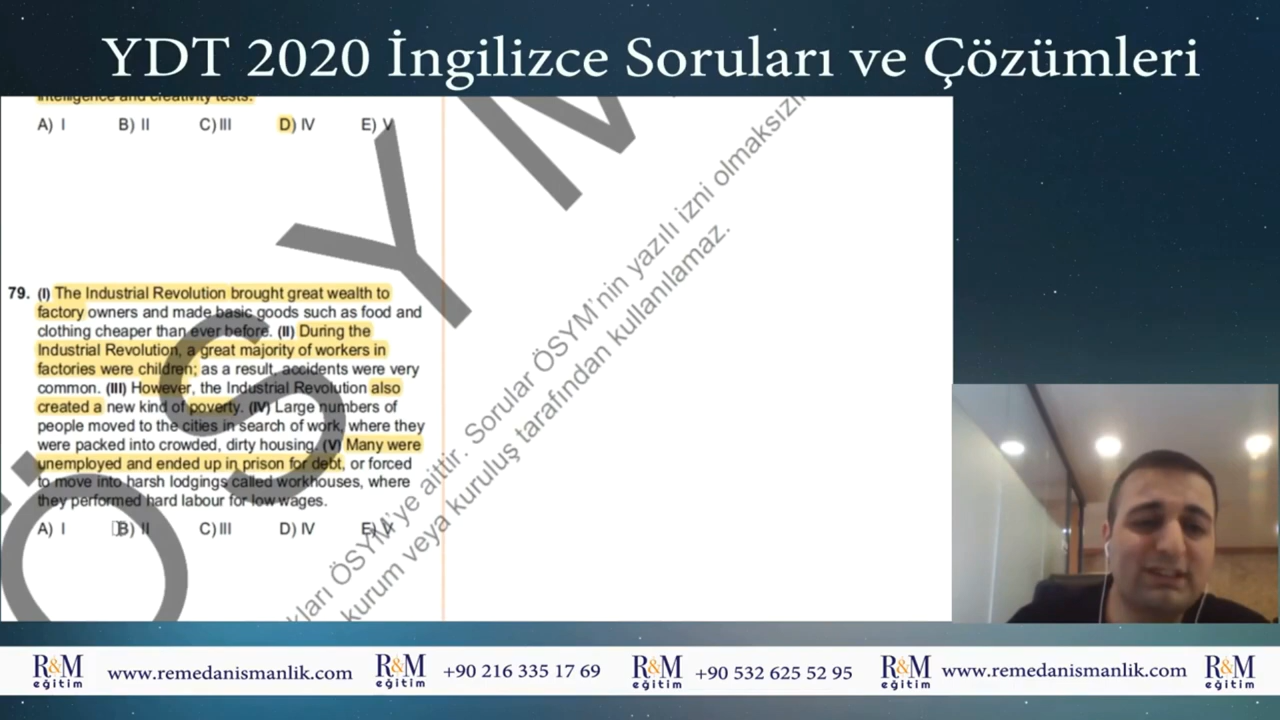 YDT 2020 İngilizce Soruları ve Çözümleri
intelligence and creativity tests.
A) I B) II C) III D) IV E) V
79. (I) The Industrial Revolution brought great wealth to
factory owners and made basic goods such as food and
clothing cheaper than ever before. (II) During the
Industrial Revolution, a great majority of workers in
factories were children; as a result, accidents were very
common. (III) However, the Industrial Revolution also
created a new kind of poverty. (IV) Large numbers of
people moved to the cities in search of work, where they
were packed into crowded, dirty housing. (V) Many were
unemployed and ended up in prison for debt, or forced
to move into harsh lodgings called workhouses, where
they performed hard labour for low wages.
A) I B) II C) III D) IV E) V
ÖSYM
ÖSYM'ye aittir. Sorular ÖSYM'nin yazılı izni olmaksızın
kurum veya kuruluş tarafından kullanılamaz.
R&M eğitim www.remedanismanlik.com R&M eğitim +90 216 335 17 69 R&M eğitim +90 532 625 52 95 R&M eğitim www.remedanismanlik.com R&M eğitim